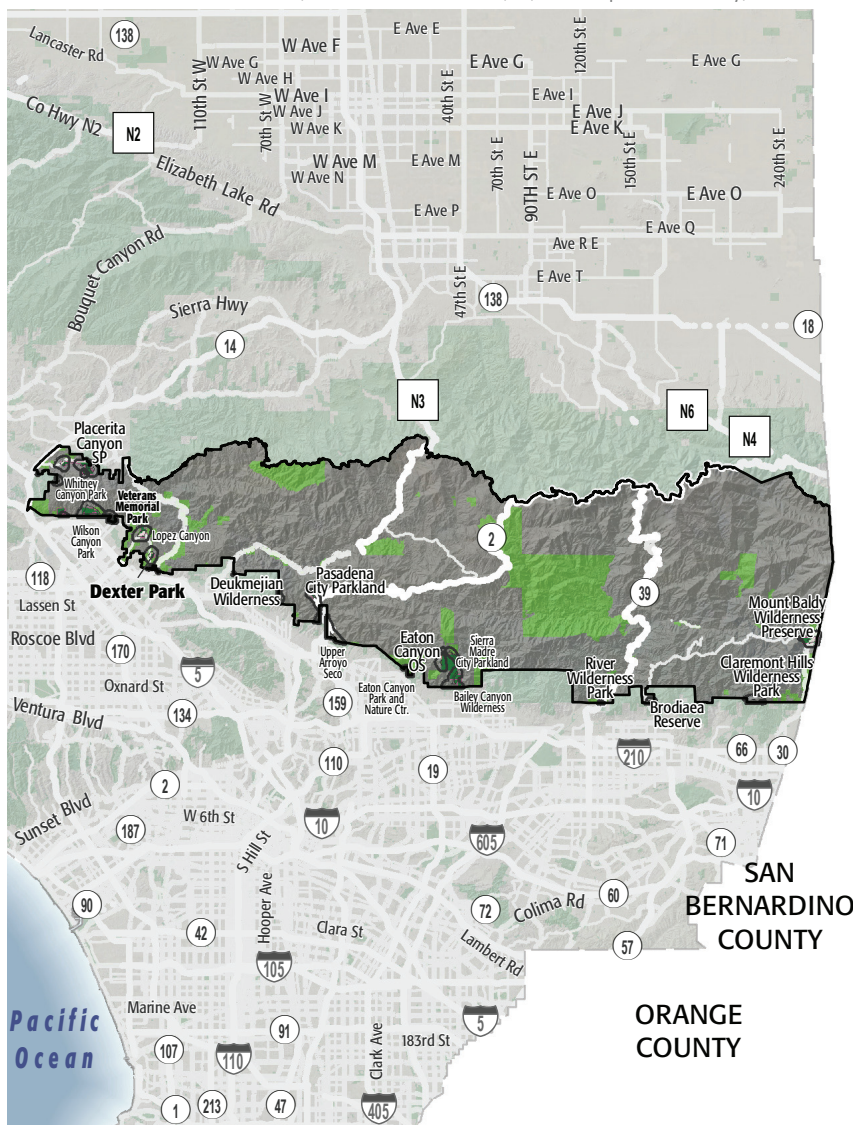 138
Lancaster Rd
W Ave F
E Ave E
120th St E
W Ave G
E Ave G
E Ave G
W Ave H
110th St W
70th St W
W Ave I
40th St E
E Ave I
Co Hwy N2
W Ave J
E Ave J
N2
W Ave K
E Ave K
Elizabeth Lake Rd
W Ave M
E Ave M
70th St E
90TH ST E
150th St E
240th St E
W Ave N
E Ave O
E Ave O
E Ave P
E Ave Q
Bouquet Canyon Rd
Ave R E
E Ave T
47th St E
Sierra Hwy
138
14
18
N3
N6
N4
Placerita
Canyon
SP
Whitney
Canyon Park
Veterans
Memorial
Park
Wilson
Canyon
Park
Lopez Canyon
2
118
Dexter Park
Deukmejian
Wilderness
Pasadena
City Parkland
39
Lassen St
Mount Baldy
Wilderness
Preserve
Roscoe Blvd
170
5
Upper
Arroyo
Seco
Eaton
Canyon
OS
Sierra
Madre
City Parkland
River
Wilderness
Park
Claremont Hills
Wilderness
Park
Oxnard St
Eaton Canyon
Park and
Nature Ctr.
Bailey Canyon
Wilderness
Brodiaea
Reserve
Ventura Blvd
134
159
210
66
30
110
19
2
10
Sunset Blvd
187
W 6th St
10
605
71
S Hill St
SAN
BERNARDINO
COUNTY
90
72
Colima Rd
60
42
Hooper Ave
Clara St
Lambert Rd
57
105
Marine Ave
91
5
ORANGE
COUNTY
Pacific
Ocean
107
110
Clark Ave
183rd St
1
213
47
405